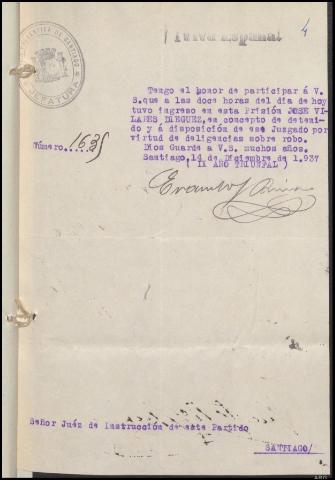 ¡Viva España!
4
JEFATURA
Tengo el honor de participar á V.
S.que a las doce horas del dia de hoy
tuvo ingreso en esta Prisión JOSE VI-
LARES DIEGUEZ,en concepto de deteni-
do y á disposición de ese Juzgado por
virtud de deligencias sobre robo.
Dios Guarde a V.S. muchos años.
Santiago,14 de Diciembre de 1.937
( II AÑO TRIUNFAL)
Número.....1635
Señor Juéz de Instrucción de este Partido
SANTIAGO/